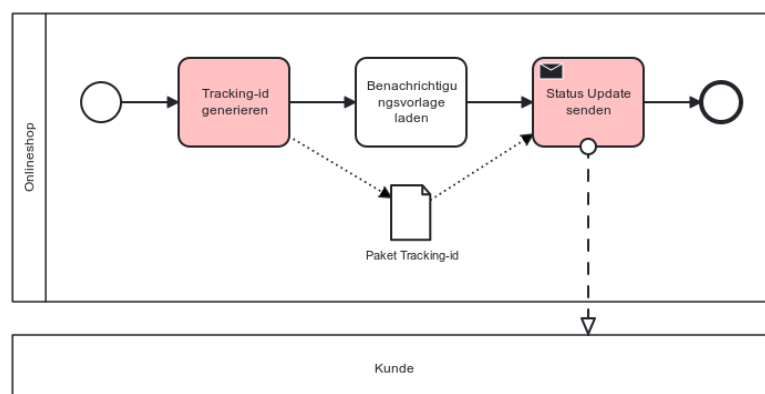 Onlineshop
Tracking-id
generieren
Benachrichtigu
ngsvorlage
laden
Status Update
senden
Paket Tracking-id
Kunde